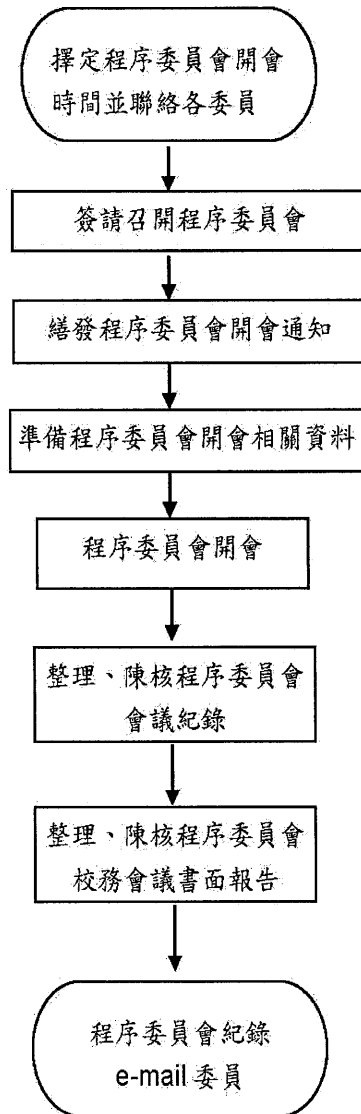 擇定程序委員會開會
時間並聯絡各委員
簽請召開程序委員會
繕發程序委員會開會通知
準備程序委員會開會相關資料
程序委員會開會
整理、陳核程序委員會
會議紀錄
整理、陳核程序委員會
校務會議書面報告
程序委員會紀錄
e-mail 委員